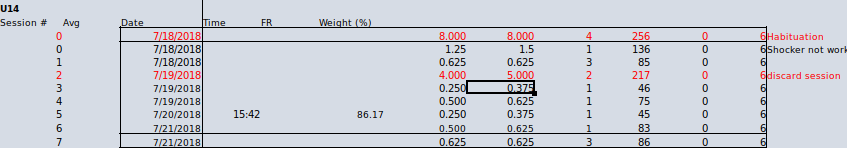 U14
Session # Avg Date Time FR Weight (%)
0 7/18/2018 8.000 8.000 4 256 0 6 Habituation
0 7/18/2018 1.25 1.5 1 136 0 6 Shocker not work
1 7/18/2018 0.625 0.625 3 85 0 6
2 7/19/2018 4.000 5.000 2 217 0 6 discard session
3 7/19/2018 0.250 0.375 1 46 0 6
4 7/19/2018 0.500 0.625 1 75 0 6
5 7/20/2018 15:42 86.17 0.250 0.375 1 45 0 6
6 7/21/2018 0.500 0.625 1 83 0 6
7 7/21/2018 0.625 0.625 3 86 0 6